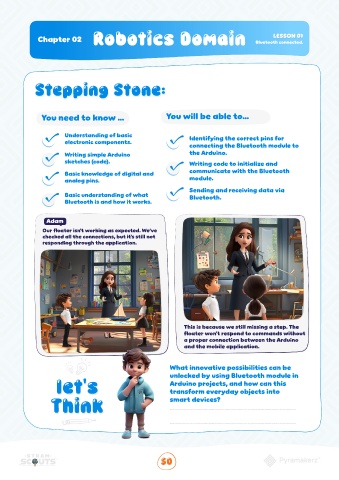 Chapter 02
Robotics Domain
LESSON 01
Bluetooth connected
Stepping Stone:
You need to know ...
Understanding of basic
electronic components.
Writing simple Arduino
sketches (code).
Basic knowledge of digital and
analog pins.
Basic understanding of what
Bluetooth is and how it works.
You will be able to...
Identifying the correct pins for
connecting the Bluetooth module to
the Arduino.
Writing code to initialize and
communicate with the Bluetooth
module.
Sending and receiving data via
Bluetooth.
Adam
Our floater isn't working as expected. We've
checked all the connections, but it's still not
responding through the application.
This is because we still missing a step. The
floater won't respond to commands without
a proper connection between the Arduino
and the mobile application.
let's
Think
What innovative possibilities can be
unlocked by using Bluetooth module in
Arduino projects, and how can this
transform everyday objects into
smart devices?
SCOUTS
50
Pyramakerz